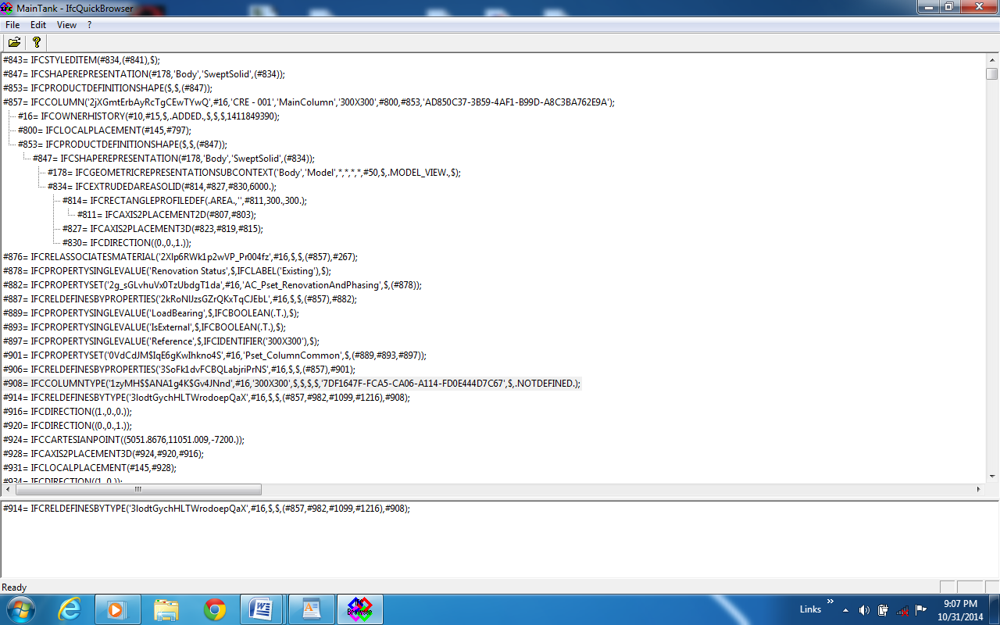 MainTank - IfcQuickBrowser
File Edit View ?
#843= IFCSTYLEDITEM(#834,(#841),$);
#847= IFCSHAPEREPRESENTATION(#178,'Body','SweptSolid',(#834));
#853= IFCPRODUCTDEFINITIONSHAPE($,$,(#847));
#857= IFCCOLUMN('2jXGmtErbAyRcTgCEwTYwQ',#16,'CRE - 001','MainColumn','300X300',#800,#853,'AD850C37-3B59-4AF1-B99D-A8C3BA762E9A');
#16= IFCOWNERHISTORY(#10,#15,$,.ADDED.,$,$,$,1411849390);
#800= IFCLOCALPLACEMENT(#145,#797);
#853= IFCPRODUCTDEFINITIONSHAPE($,$,(#847));
#847= IFCSHAPEREPRESENTATION(#178,'Body','SweptSolid',(#834));
#178= IFCGEOMETRICREPRESENTATIONSUBCONTEXT('Body','Model',*,*,*,*,#50,$,.MODEL_VIEW.,$);
#834= IFCEXTRUDEDAREASOLID(#814,#827,#830,6000.);
#814= IFCRECTANGLEPROFILEDEF(.AREA.,'',#811,300.,300.);
#811= IFCAXIS2PLACEMENT2D(#807,#803);
#827= IFCAXIS2PLACEMENT3D(#823,#819,#815);
#830= IFCDIRECTION((0.,0.,1.));
#876= IFCRELASSOCIATESMATERIAL('2XIp6RWk1p2wVP_Pr004fz',#16,$,$,(#857),#267);
#878= IFCPROPERTYSINGLEVALUE('Renovation Status',$,IFCLABEL('Existing'),$);
#882= IFCPROPERTYSET('2g_sGLvhuVx0TzUbdgT1da',#16,'AC_Pset_RenovationAndPhasing',$,(#878));
#887= IFCRELDEFINESBYPROPERTIES('2kRoNIJzsGZrQKxTqCJEbL',#16,$,$,(#857),#882);
#889= IFCPROPERTYSINGLEVALUE('LoadBearing',$,IFCBOOLEAN(.T.),$);
#893= IFCPROPERTYSINGLEVALUE('IsExternal',$,IFCBOOLEAN(.T.),$);
#897= IFCPROPERTYSINGLEVALUE('Reference',$,IFCIDENTIFIER('300X300'),$);
#901= IFCPROPERTYSET('0VdCdJM$IqE6gKwIhkno4S',#16,'Pset_ColumnCommon',$,(#889,#893,#897));
#906= IFCRELDEFINESBYPROPERTIES('3SoFk1dvFCBQLabjriPrNS',#16,$,$,(#857),#901);
#908= IFCCOLUMNTYPE('1zyMH$$ANA1g4K$Gv4JNnd',#16,'300X300',$,$,$,$,'7DF1647F-FCA5-CA06-A114-FD0E444D7C67',$,.NOTDEFINED.);
#914= IFCRELDEFINESBYTYPE('3IodtGychHLTWrodoepQaX',#16,$,$,(#857,#982,#1099,#1216),#908);
#916= IFCDIRECTION((1.,0.,0.));
#920= IFCDIRECTION((0.,0.,1.));
#924= IFCCARTESIANPOINT((5051.8676,11051.009,-7200.));
#928= IFCAXIS2PLACEMENT3D(#924,#920,#916);
#931= IFCLOCALPLACEMENT(#145,#928);
#934= IFCDIRECTION((1.,0.));
#914= IFCRELDEFINESBYTYPE('3IodtGychHLTWrodoepQaX',#16,$,$,(#857,#982,#1099,#1216),#908);
Ready
Links
9:07 PM
10/31/2014